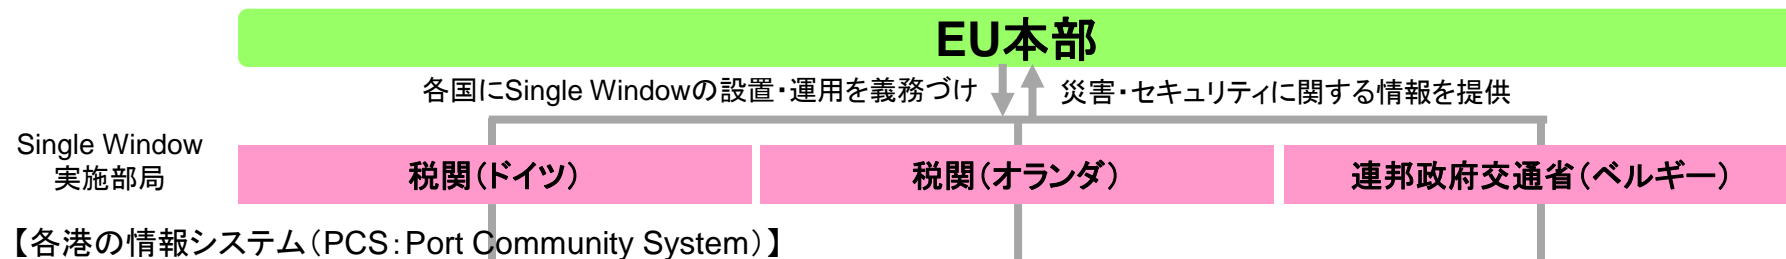 EU本部
各国にSingle Windowの設置・運用を義務づけ
災害・セキュリティに関する情報を提供
Single Window
実施部局
税関(ドイツ)
税関(オランダ)
連邦政府交通省(ベルギー)
【各港の情報システム(PCS:Port Community System)】